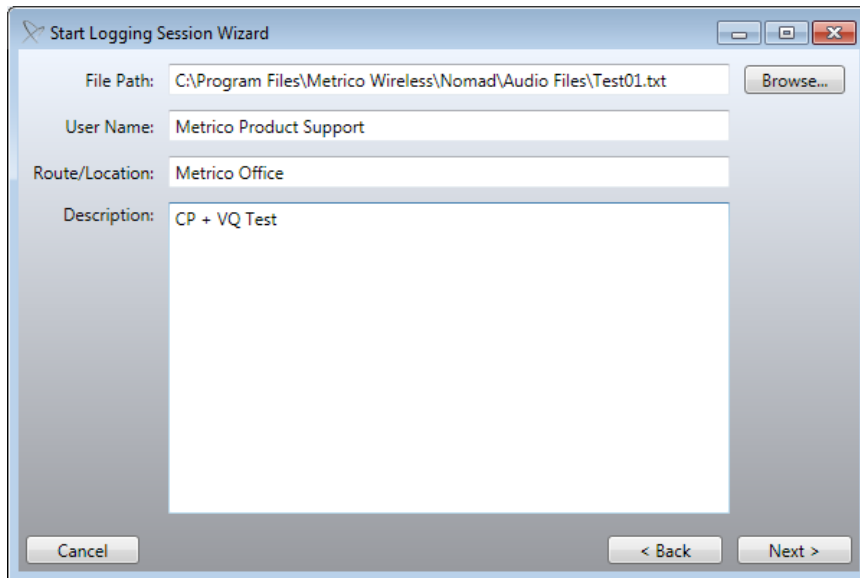 Start Logging Session Wizard
File Path: C:\Program Files\Metrico Wireless\Nomad\Audio Files\Test01.txt Browse...
User Name: Metrico Product Support
Route/Location: Metrico Office
Description: CP + VQ Test
Cancel < Back Next >